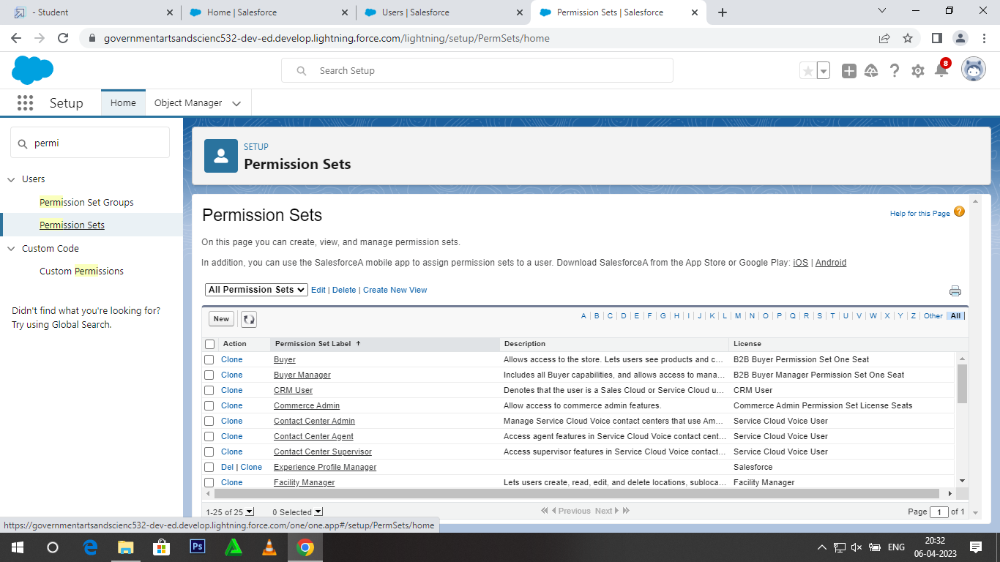 - Student
Home | Salesforce
Users | Salesforce
Permission Sets | Salesforce
governmentartsandscienc532-dev-ed.develop.lightning.force.com/lightning/setup/PermSets/home
Search Setup
8
Setup
Home
Object Manager
permi
Users
Permission Set Groups
Permission Sets
Custom Code
Custom Permissions
Didn't find what you're looking for?
Try using Global Search.
SETUP
Permission Sets
Permission Sets
Help for this Page ?
On this page you can create, view, and manage permission sets.
In addition, you can use the SalesforceA mobile app to assign permission sets to a user. Download SalesforceA from the App Store or Google Play: iOS | Android
All Permission Sets Edit | Delete | Create New View
New A B C D E F G H I J K L M N O P Q R S T U V W X Y Z Other All
Action Permission Set Label Description License
Clone Buyer Allows access to the store. Lets users see products and c... B2B Buyer Permission Set One Seat
Clone Buyer Manager Includes all Buyer capabilities, and allows access to mana... B2B Buyer Manager Permission Set One Seat
Clone CRM User Denotes that the user is a Sales Cloud or Service Cloud u... CRM User
Clone Commerce Admin Allow access to commerce admin features. Commerce Admin Permission Set License Seats
Clone Contact Center Admin Manage Service Cloud Voice contact centers that use Am... Service Cloud Voice User
Clone Contact Center Agent Access agent features in Service Cloud Voice contact cent... Service Cloud Voice User
Clone Contact Center Supervisor Access supervisor features in Service Cloud Voice contact... Service Cloud Voice User
Del | Clone Experience Profile Manager Salesforce
Clone Facility Manager Lets users create, read, edit, and delete locations, subloca... Facility Manager
1-25 of 25 0 Selected Previous Next Page 1 of 1
https://governmentartsandscienc532-dev-ed.develop.lightning.force.com/one/one.app#/setup/PermSets/home
Ps
ENG
20:32
06-04-2023